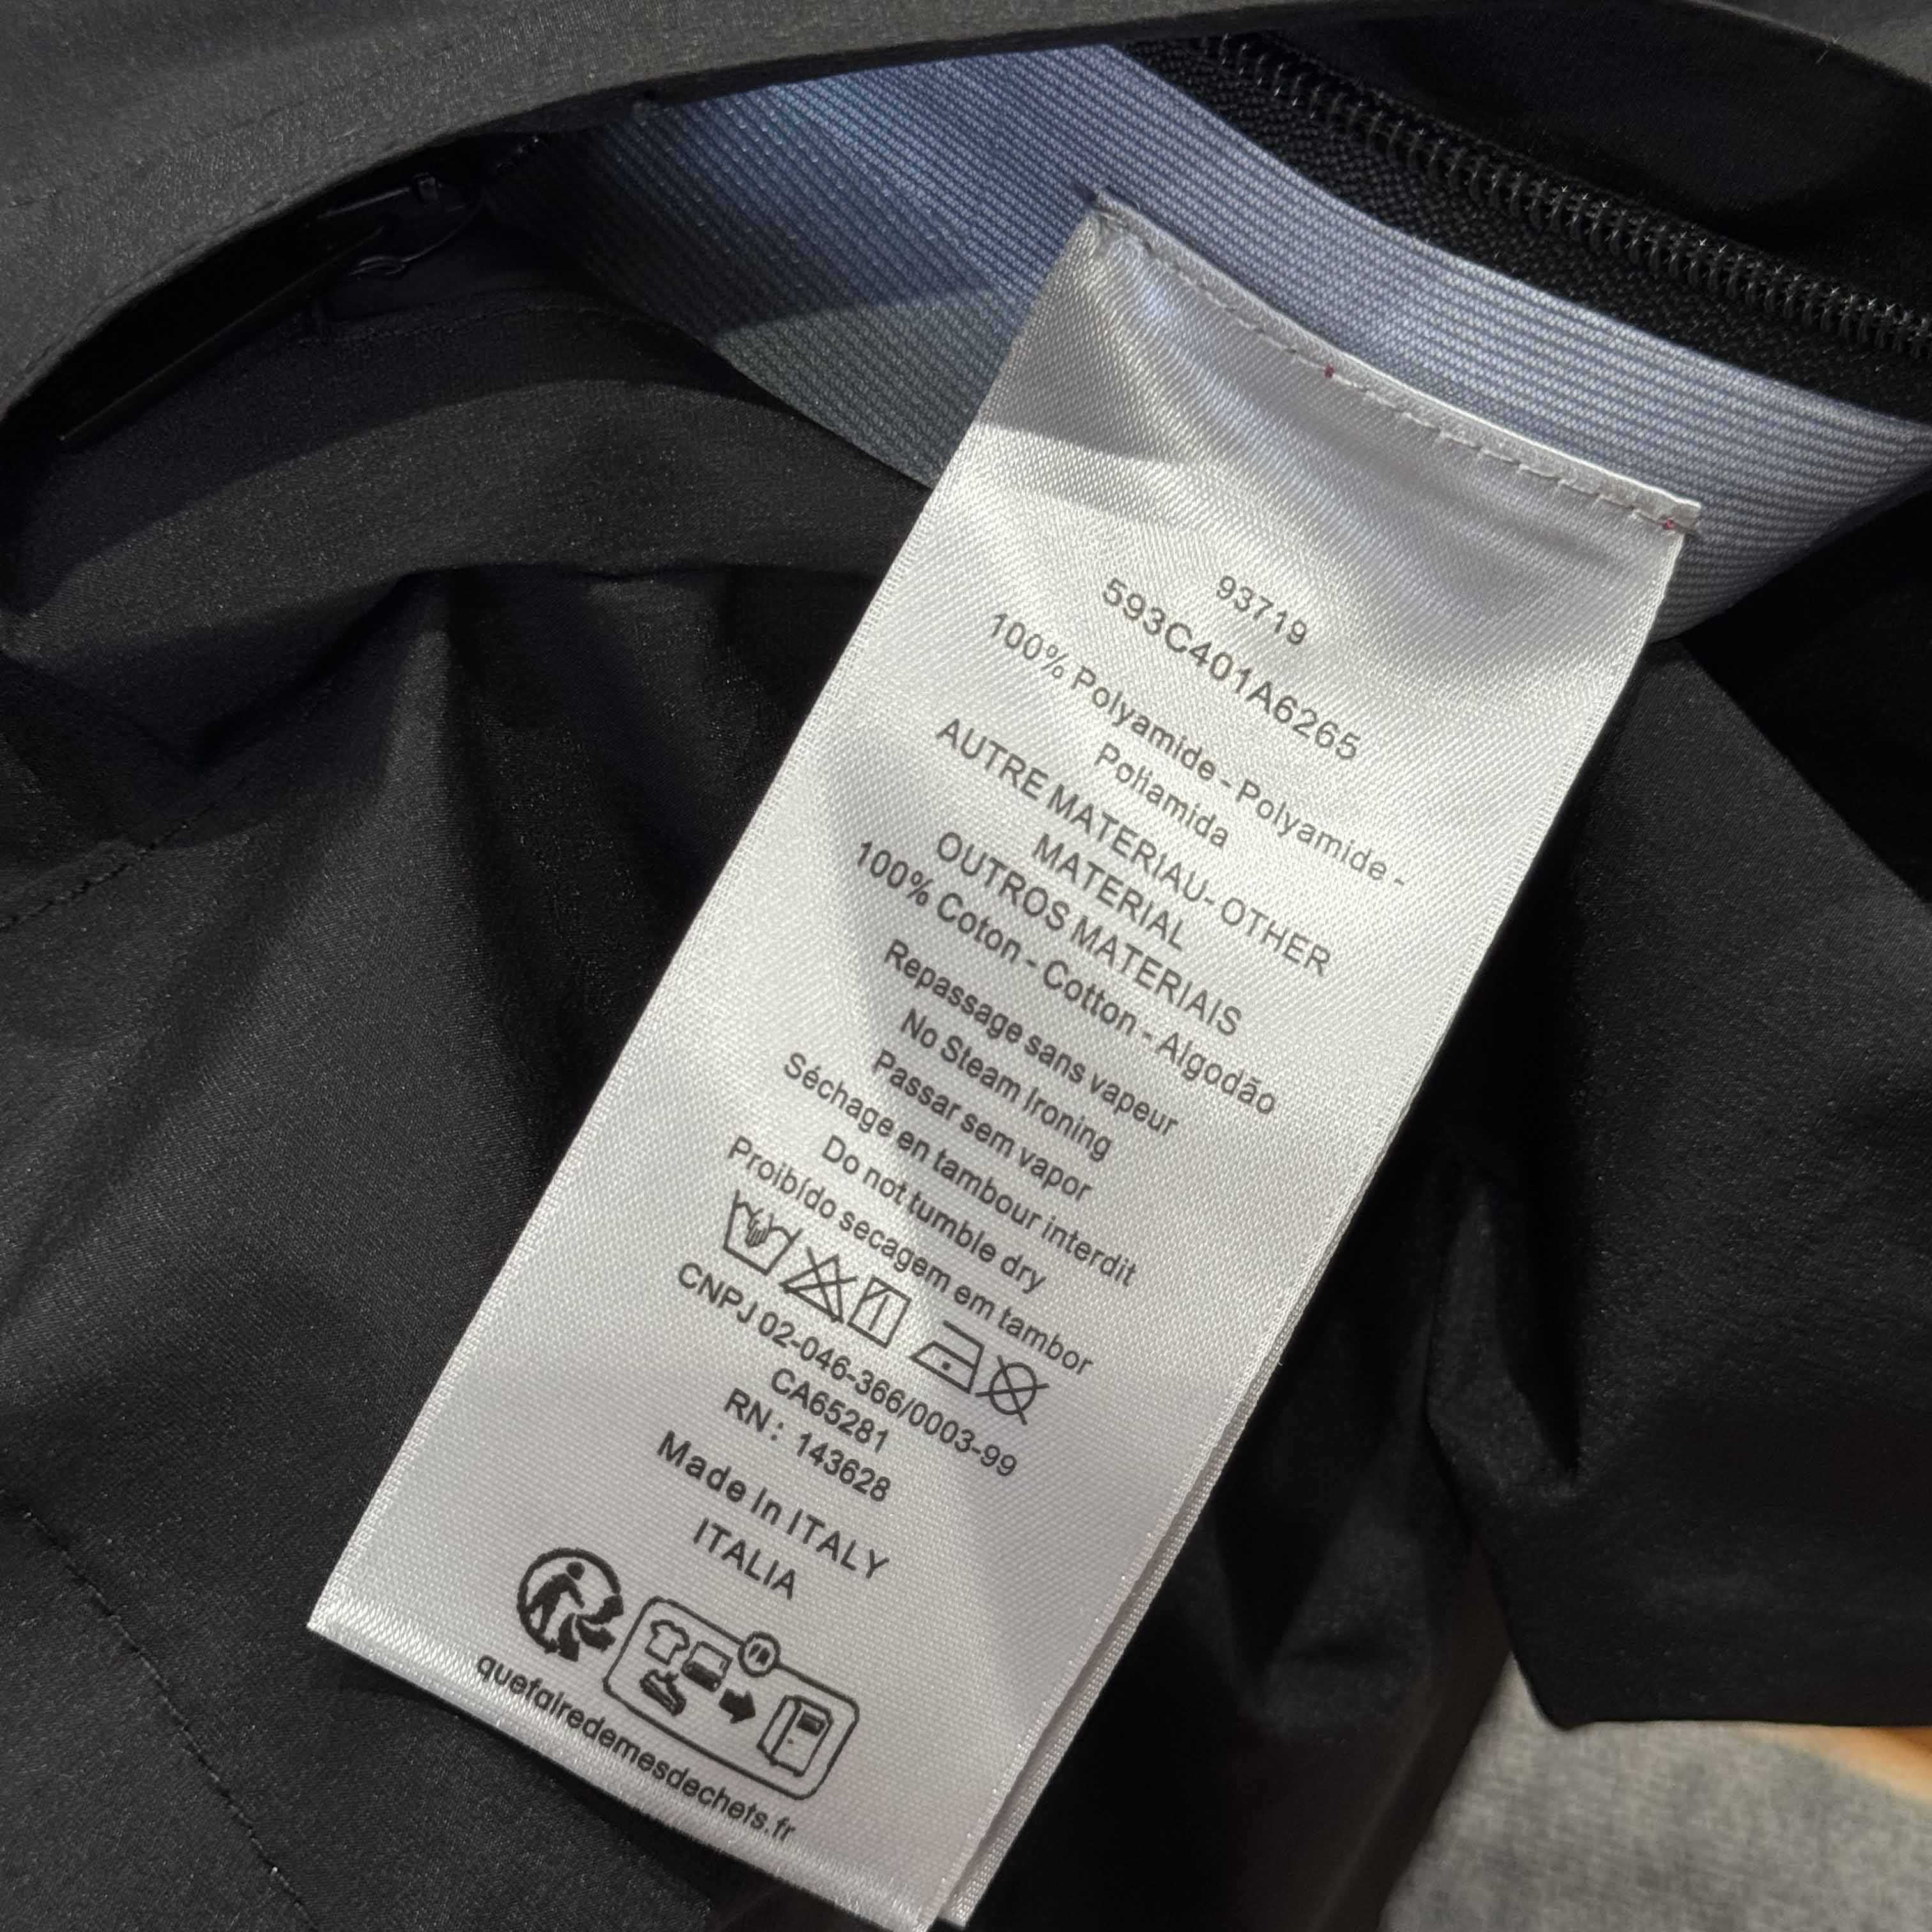 93719
593C401A6265
100% Polyamide - Polyamide -
Poliamida
AUTRE MATERIAU- OTHER
MATERIAL
OUTROS MATERIAIS
100% Coton - Cotton - Algodão
Repassage sans vapeur
No Steam Ironing
Passar sem vapor
Séchage en tambour interdit
Do not tumble dry
Proibído secagem em tambor
CNPJ 02-046-366/0003-99
CA65281
RN : 143628
Made In ITALY
ITALIA
FR
quefairedemesdechets.fr